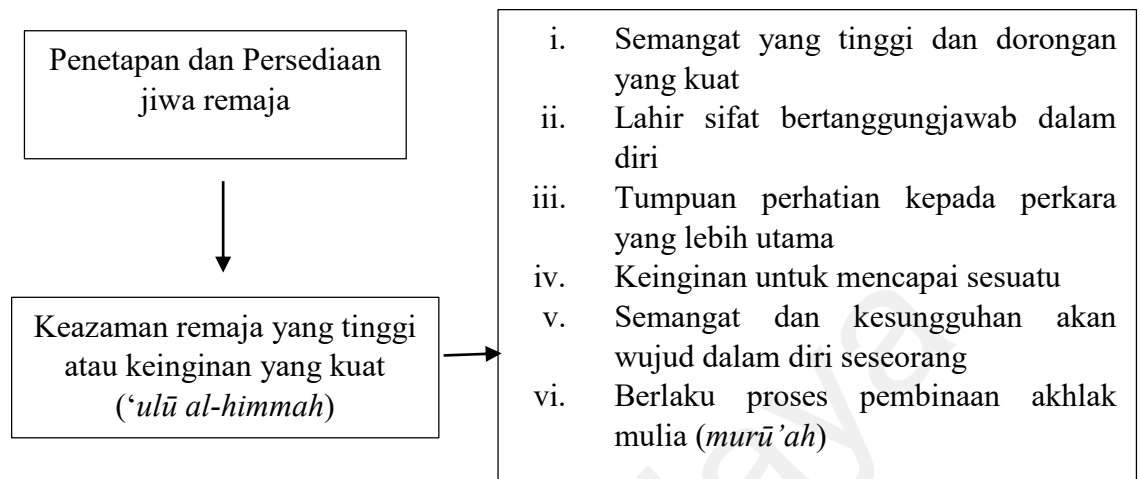 Penetapan dan Persediaan
jiwa remaja
Keazaman remaja yang tinggi
atau keinginan yang kuat
(‘ulū al-himmah)
i. Semangat yang tinggi dan dorongan
yang kuat
ii. Lahir sifat bertanggungjawab dalam
diri
iii. Tumpuan perhatian kepada perkara
yang lebih utama
iv. Keinginan untuk mencapai sesuatu
v. Semangat dan kesungguhan akan
wujud dalam diri seseorang
vi. Berlaku proses pembinaan akhlak
mulia (murū’ah)